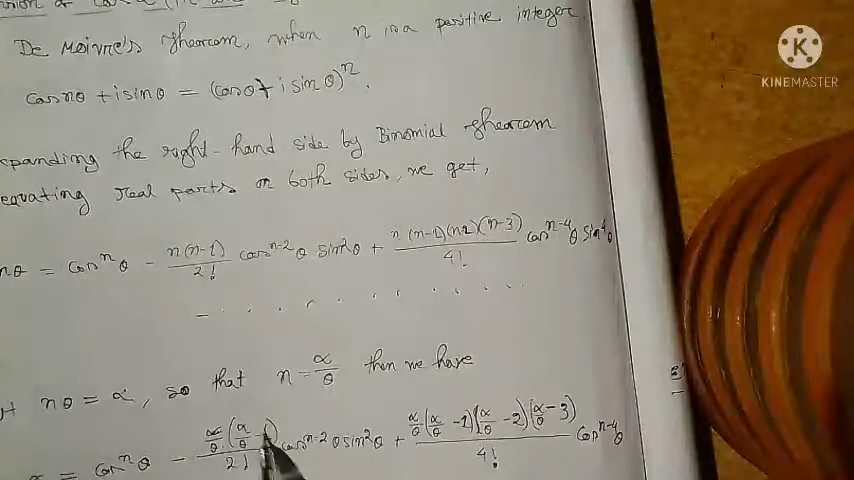 De Moivre's Theorem, when n is a positive integer.
K
KINEMASTER
cos nθ + i sin θ = (cos θ + i sin θ)^n.
xpanding the right-hand side by Binomial Theorem
equating real parts on both sides, we get,
nθ = cos^n θ - n(n-1)/2! cos^{n-2} θ sin^2 θ + n(n-1)(n-2)(n-3)/4! cos^{n-4} θ sin^4 θ
- . . . . . . . . . .
nθ = α, so that n = α/θ then we have
= cos^n θ - α/θ (α/θ - 1)/2! cos^{n-2} θ sin^2 θ + α/θ (α/θ - 1)(α/θ - 2)(α/θ - 3)/4! cos^{n-4} θ